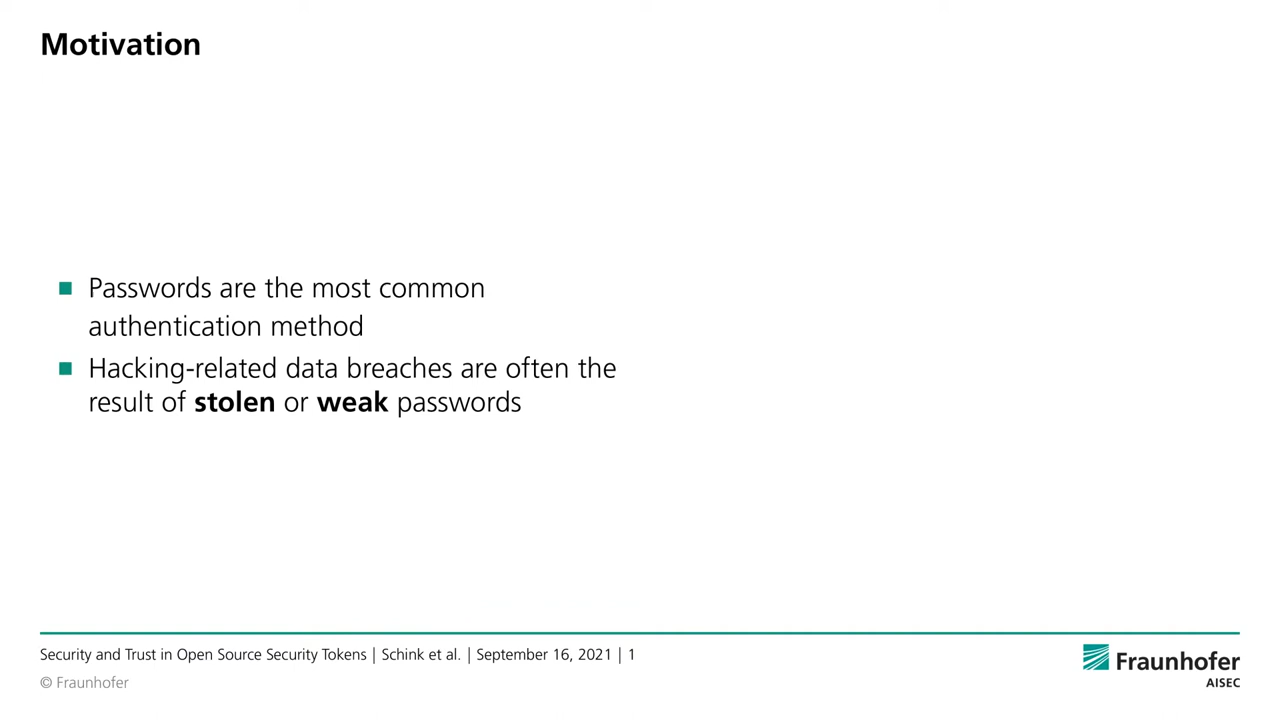 Motivation
Passwords are the most common
authentication method
Hacking-related data breaches are often the
result of stolen or weak passwords
Security and Trust in Open Source Security Tokens | Schink et al. | September 16, 2021 | 1
© Fraunhofer
Fraunhofer
AISEC